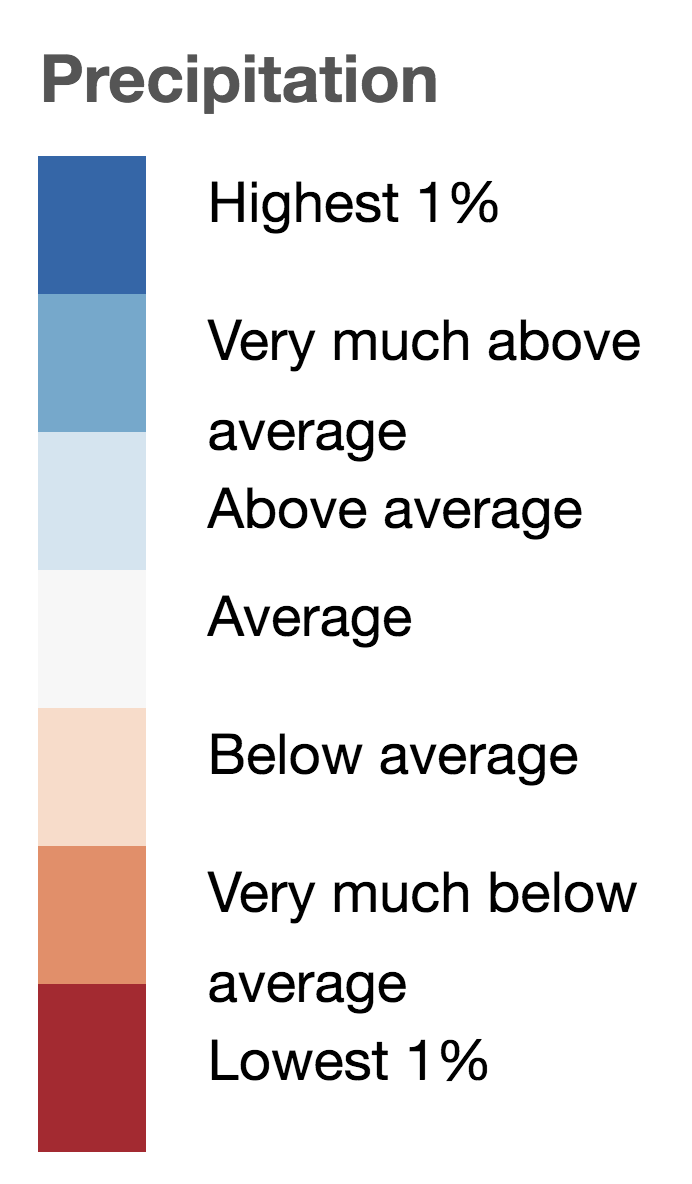 Precipitation
Highest 1%
Very much above
average
Above average
Average
Below average
Very much below
average
Lowest 1%